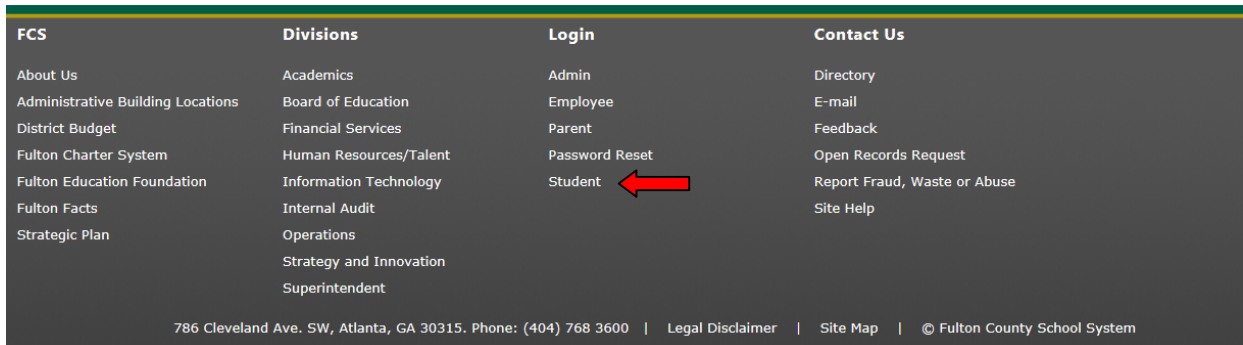 FCS
About Us
Administrative Building Locations
District Budget
Fulton Charter System
Fulton Education Foundation
Fulton Facts
Strategic Plan
Divisions
Academics
Board of Education
Financial Services
Human Resources/Talent
Information Technology
Internal Audit
Operations
Strategy and Innovation
Superintendent
Login
Admin
Employee
Parent
Password Reset
Student
Contact Us
Directory
E-mail
Feedback
Open Records Request
Report Fraud, Waste or Abuse
Site Help
786 Cleveland Ave. SW, Atlanta, GA 30315. Phone: (404) 768 3600 | Legal Disclaimer | Site Map | © Fulton County School System